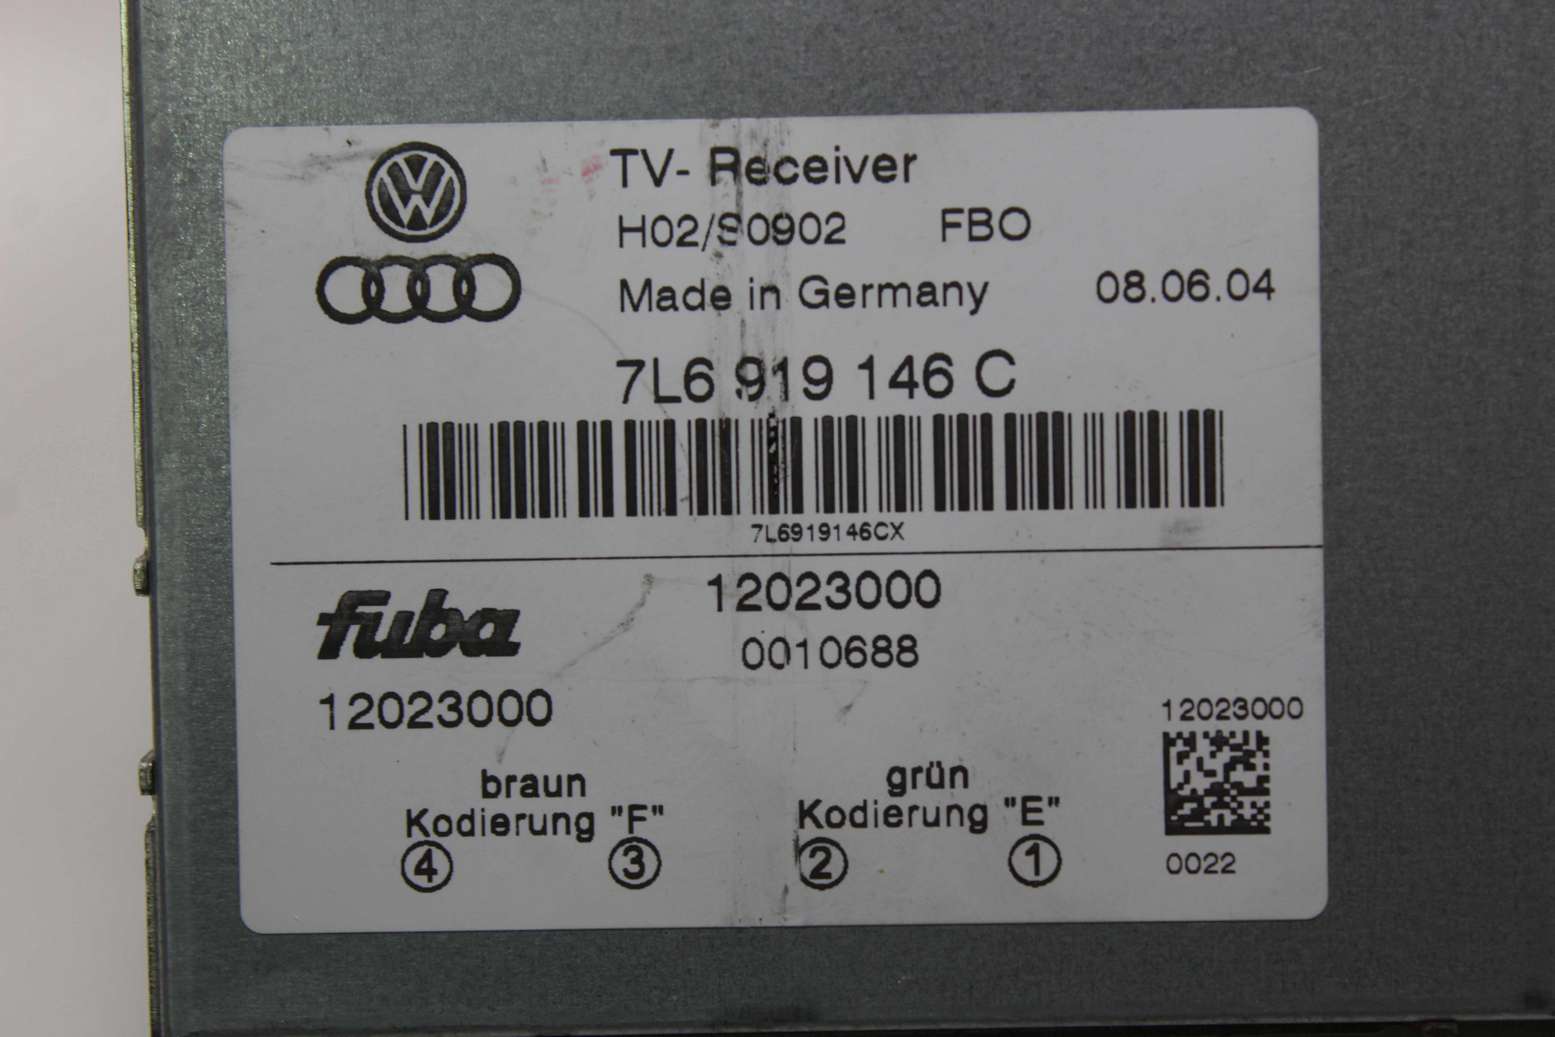 TV- Receiver
H02/S0902 FBO
Made in Germany 08.06.04
7L6 919 146 C
7L6919146CX
fuba 12023000
0010688
12023000
12023000
braun grün
Kodierung "F" Kodierung "E"
4 3 2 1
0022